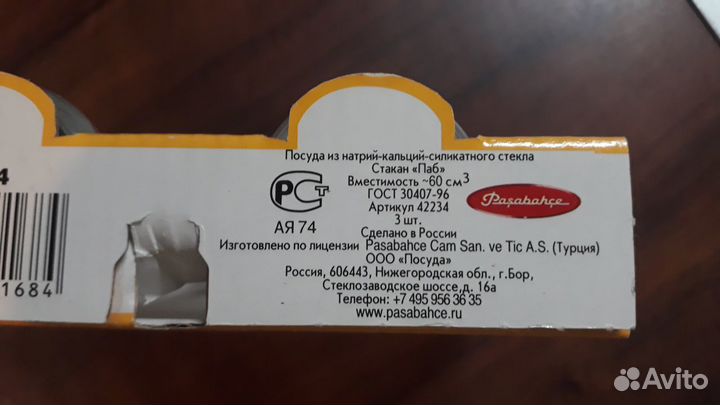 Посуда из натрий-кальций-силикатного стекла
Стакан «Паб»
Вместимость ~60 см³
ГОСТ 30407-96
Артикул 42234
3 шт.
Сделано в России
Изготовлено по лицензии Pasabahce Cam San. ve Tic A.S. (Турция)
ООО «Посуда»
Россия, 606443, Нижегородская обл., г.Бор,
Стеклозаводское шоссе,д. 16а
Телефон: +7 495 956 36 35
www.pasabahce.ru
РСТ
АЯ 74
Paşabahçe
4
1684
Avito